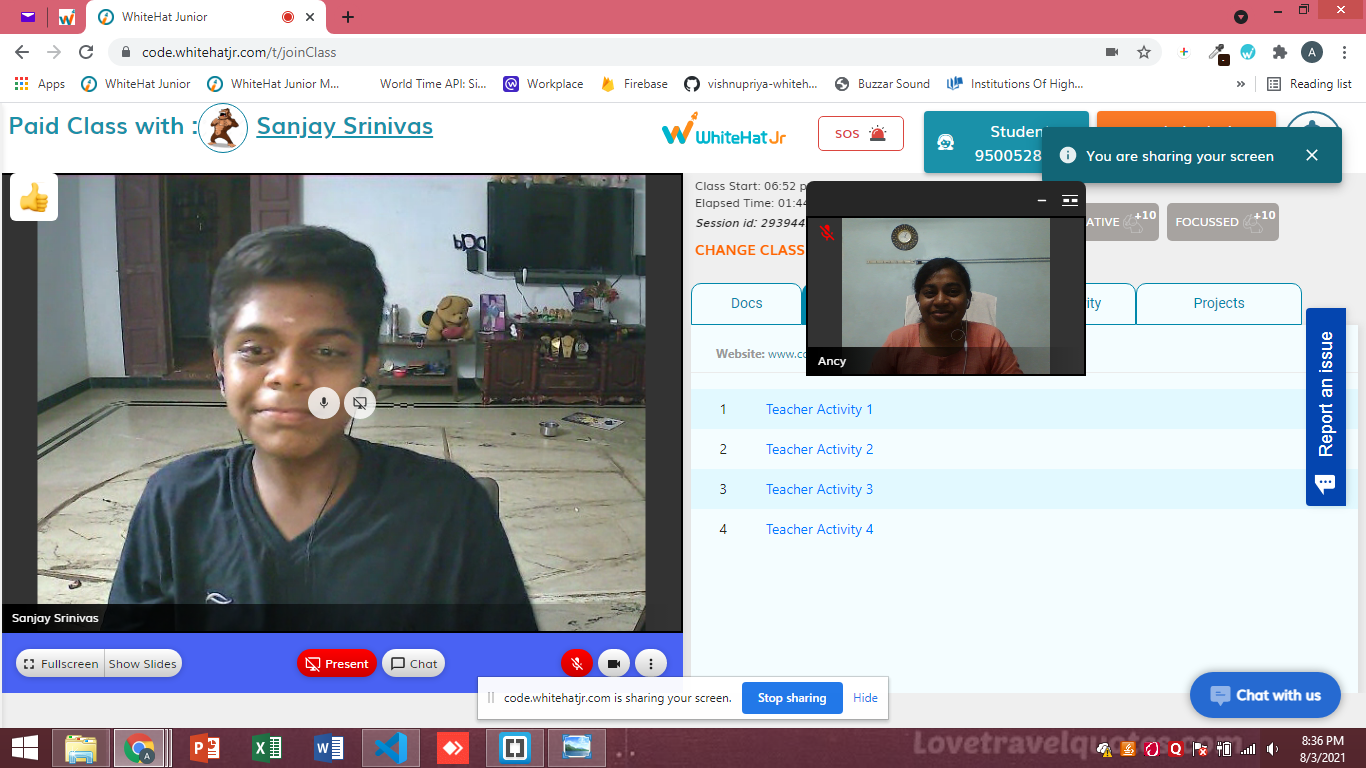 WhiteHat Junior
code.whitehatjr.com/t/joinClass
A
Apps
WhiteHat Junior
WhiteHat Junior M...
World Time API: Si...
Workplace
Firebase
vishnupriya-whiteh...
Buzzar Sound
Institutions Of High...
»
Reading list
Paid Class with :
Sanjay Srinivas
WhiteHat Jr
SOS
Student
9500528
You are sharing your screen
Class Start: 06:52 p
Elapsed Time: 01:44
Session id: 293944
CHANGE CLASS
ATIVE +10
FOCUSSED +10
Docs
ity
Projects
Website: www.co
Ancy
1 Teacher Activity 1
2 Teacher Activity 2
3 Teacher Activity 3
4 Teacher Activity 4
Report an issue
Sanjay Srinivas
Fullscreen
Show Slides
Present
Chat
code.whitehatjr.com is sharing your screen.
Stop sharing
Hide
Chat with us
Lovetravelquotes.com
8:36 PM
8/3/2021